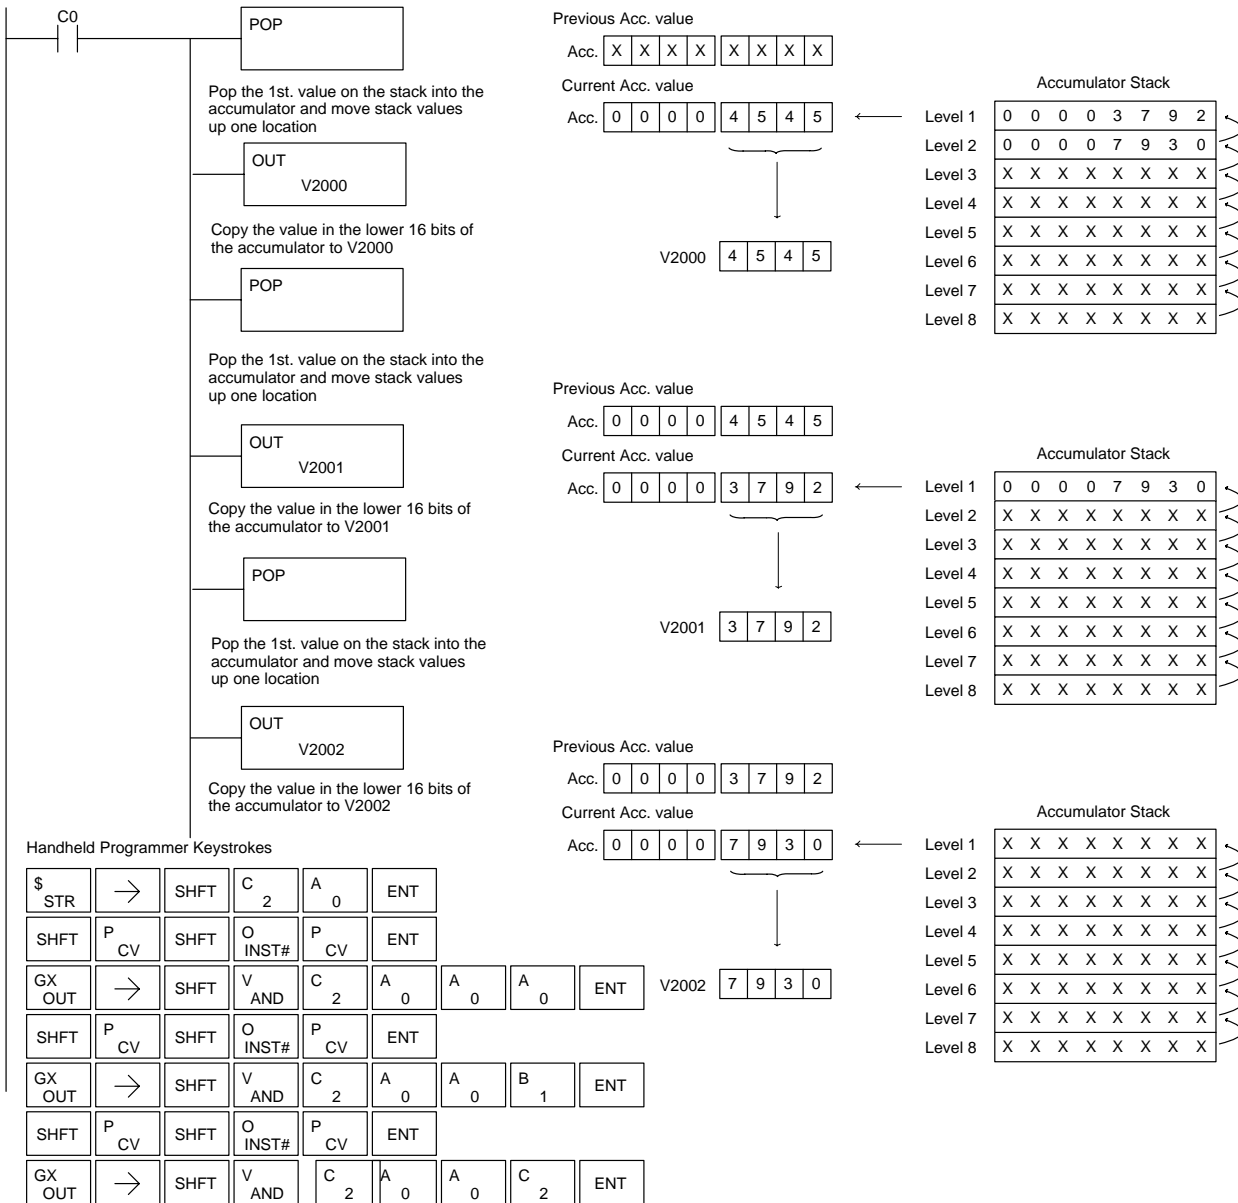 C0
POP
Pop the 1st. value on the stack into the
accumulator and move stack values
up one location
OUT
V2000
Copy the value in the lower 16 bits of
the accumulator to V2000
POP
Pop the 1st. value on the stack into the
accumulator and move stack values
up one location
OUT
V2001
Copy the value in the lower 16 bits of
the accumulator to V2001
POP
Pop the 1st. value on the stack into the
accumulator and move stack values
up one location
OUT
V2002
Copy the value in the lower 16 bits of
the accumulator to V2002
Previous Acc. value
Acc. X X X X X X X X
Current Acc. value
Acc. 0 0 0 0 4 5 4 5
V2000 4 5 4 5
Accumulator Stack
Level 1 0 0 0 0 3 7 9 2
Level 2 0 0 0 0 7 9 3 0
Level 3 X X X X X X X X
Level 4 X X X X X X X X
Level 5 X X X X X X X X
Level 6 X X X X X X X X
Level 7 X X X X X X X X
Level 8 X X X X X X X X
Previous Acc. value
Acc. 0 0 0 0 4 5 4 5
Current Acc. value
Acc. 0 0 0 0 3 7 9 2
V2001 3 7 9 2
Accumulator Stack
Level 1 0 0 0 0 7 9 3 0
Level 2 X X X X X X X X
Level 3 X X X X X X X X
Level 4 X X X X X X X X
Level 5 X X X X X X X X
Level 6 X X X X X X X X
Level 7 X X X X X X X X
Level 8 X X X X X X X X
Previous Acc. value
Acc. 0 0 0 0 3 7 9 2
Current Acc. value
Acc. 0 0 0 0 7 9 3 0
V2002 7 9 3 0
Accumulator Stack
Level 1 X X X X X X X X
Level 2 X X X X X X X X
Level 3 X X X X X X X X
Level 4 X X X X X X X X
Level 5 X X X X X X X X
Level 6 X X X X X X X X
Level 7 X X X X X X X X
Level 8 X X X X X X X X
Handheld Programmer Keystrokes
$ STR → SHFT C 2 A 0 ENT
SHFT P CV SHFT O INST# P CV ENT
GX OUT → SHFT V AND C 2 A 0 A 0 A 0 ENT
SHFT P CV SHFT O INST# P CV ENT
GX OUT → SHFT V AND C 2 A 0 A 0 B 1 ENT
SHFT P CV SHFT O INST# P CV ENT
GX OUT → SHFT V AND C 2 A 0 A 0 C 2 ENT